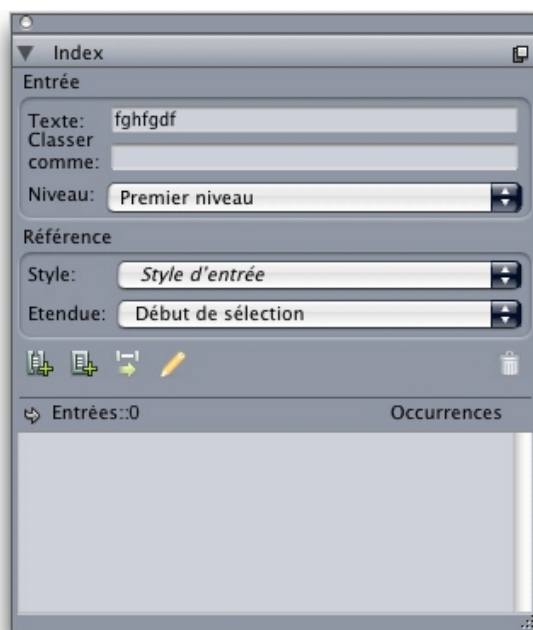 Index
Entrée
Texte: fghfgdf
Classer
comme:
Niveau: Premier niveau
Référence
Style: Style d'entrée
Etendue: Début de sélection
Entrées::0 Occurrences